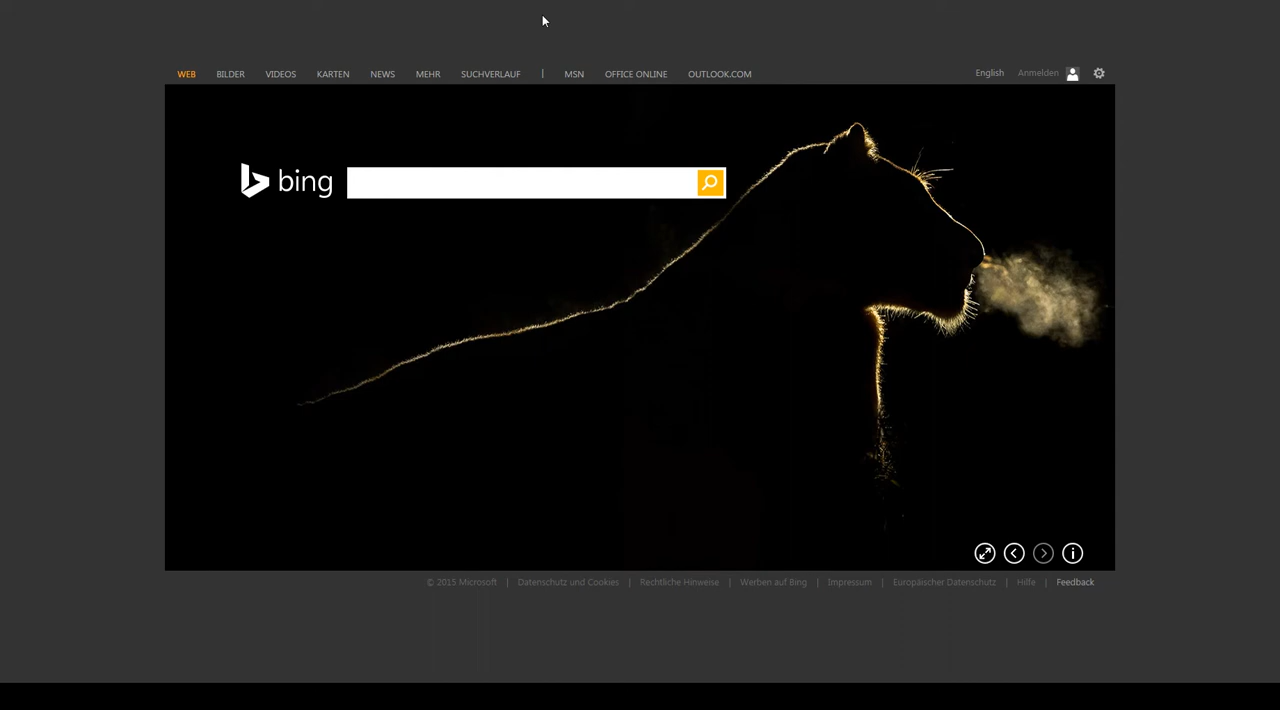 WEB BILDER VIDEOS KARTEN NEWS MEHR SUCHVERLAUF | MSN OFFICE ONLINE OUTLOOK.COM English Anmelden
bing
© 2015 Microsoft | Datenschutz und Cookies | Rechtliche Hinweise | Werben auf Bing | Impressum | Europäischer Datenschutz | Hilfe | Feedback